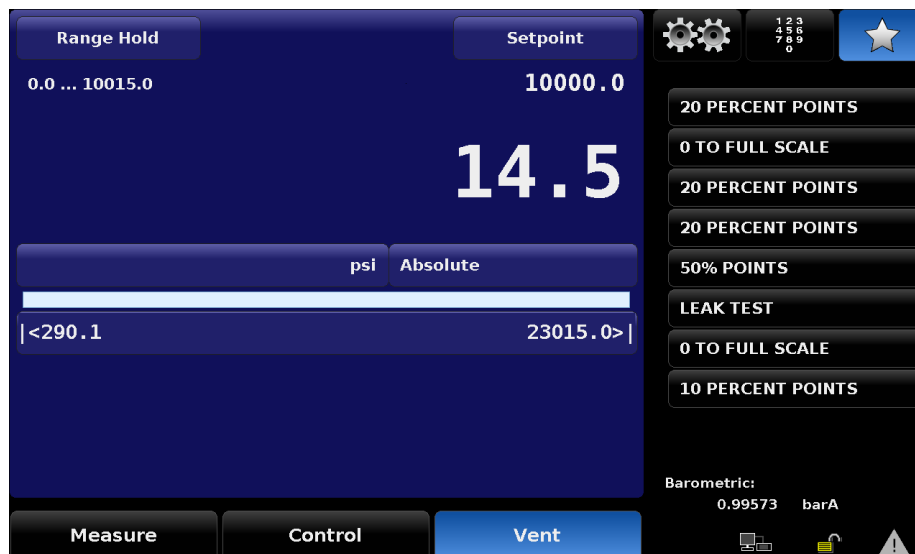 Range Hold
Setpoint
1 2 3
4 5 6
7 8 9
0
0.0 ... 10015.0
10000.0
14.5
psi
Absolute
|<290.1
23015.0>|
20 PERCENT POINTS
0 TO FULL SCALE
20 PERCENT POINTS
20 PERCENT POINTS
50% POINTS
LEAK TEST
0 TO FULL SCALE
10 PERCENT POINTS
Barometric:
0.99573 barA
Measure
Control
Vent